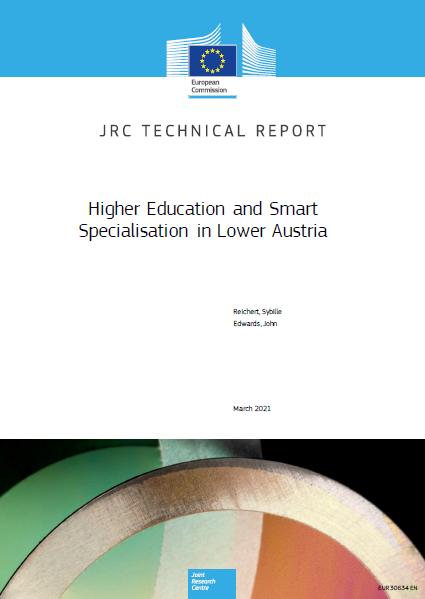 European
Commission
JRC TECHNICAL REPORT
Higher Education and Smart
Specialisation in Lower Austria
Reichert, Sybille
Edwards, John
March 2021
Joint
Research
Centre
EUR 30634 EN